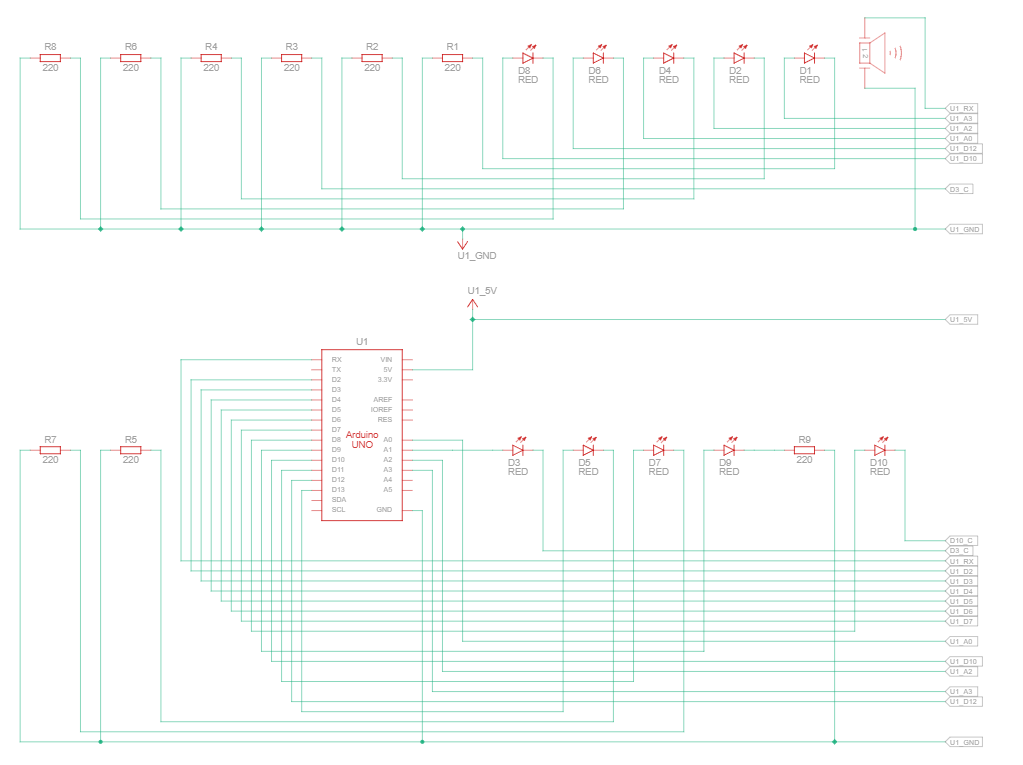 R8
220
R6
220
R4
220
R3
220
R2
220
R1
220
D8
RED
D6
RED
D4
RED
D2
RED
D1
RED
1
2
U1_RX
U1_A3
U1_A2
U1_A0
U1_D12
U1_D10
D3_C
U1_GND
U1_GND
U1_5V
U1_5V
U1
RX
TX
D2
D3
D4
D5
D6
D7
D8
D9
D10
D11
D12
D13
SDA
SCL
VIN
5V
3.3V
AREF
IOREF
RES
A0
A1
A2
A3
A4
A5
GND
Arduino
UNO
R7
220
R5
220
D3
RED
D5
RED
D7
RED
D9
RED
R9
220
D10
RED
D10_C
D3_C
U1_RX
U1_D2
U1_D3
U1_D4
U1_D5
U1_D6
U1_D7
U1_A0
U1_D10
U1_A2
U1_A3
U1_D12
U1_GND